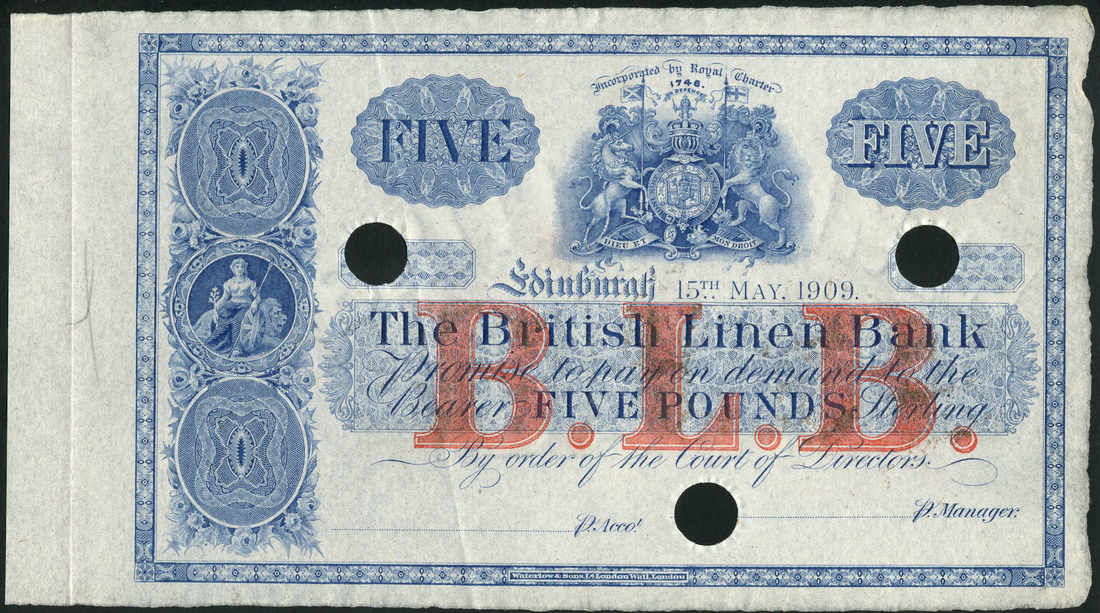 Incorporated by Royal Charter
1746.
FIVE
FIVE
DIEU ET MON DROIT
Edinburgh 15TH MAY, 1909.
The British Linen Bank
Promise to pay on demand to the
Bearer FIVE POUNDS Sterling
B.L.B.
By order of the Court of Directors.
P. Acco.t
P. Manager.
Waterlow & Sons, Ld London Wall, London